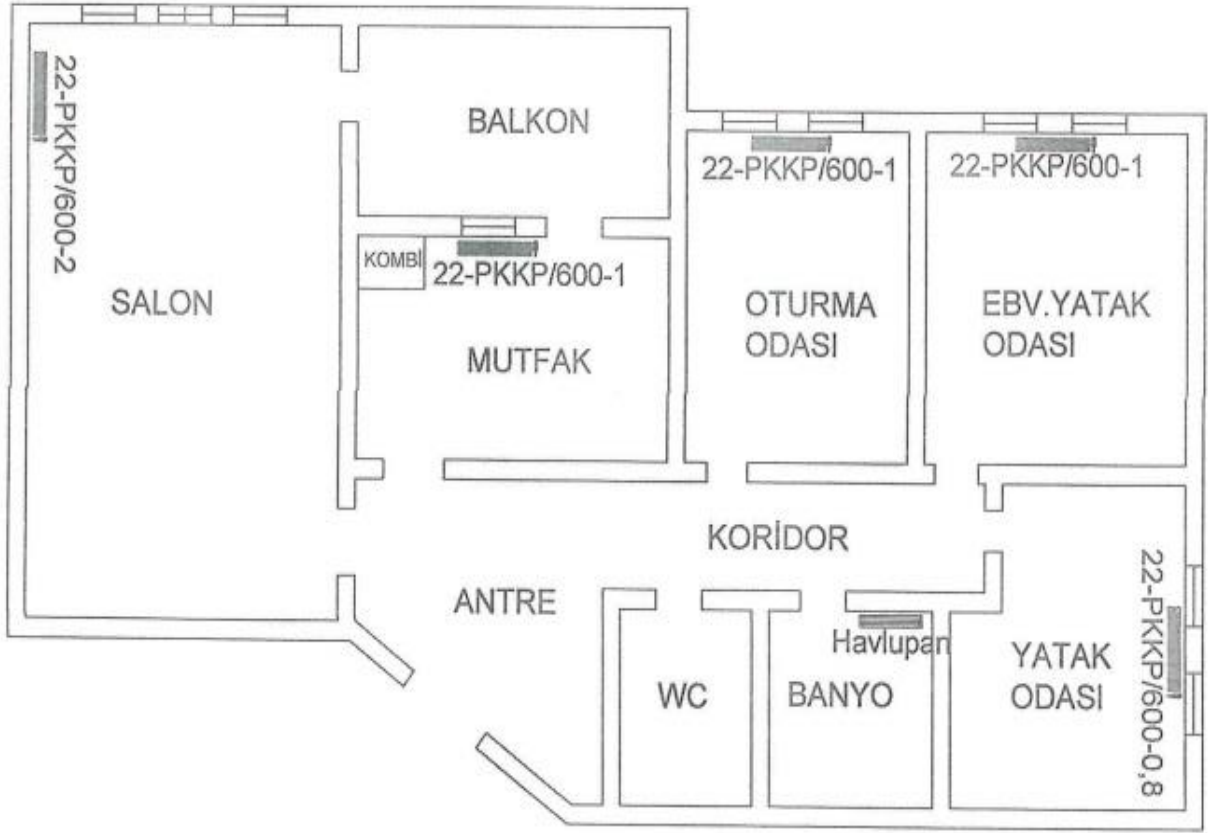 22-PKKP/600-2
BALKON
22-PKKP/600-1
22-PKKP/600-1
KOMBİ
22-PKKP/600-1
SALON
MUTFAK
OTURMA
ODASI
EBV.YATAK
ODASI
KORİDOR
ANTRE
WC
BANYO
Havlupan
YATAK
ODASI
22-PKKP/600-0,8